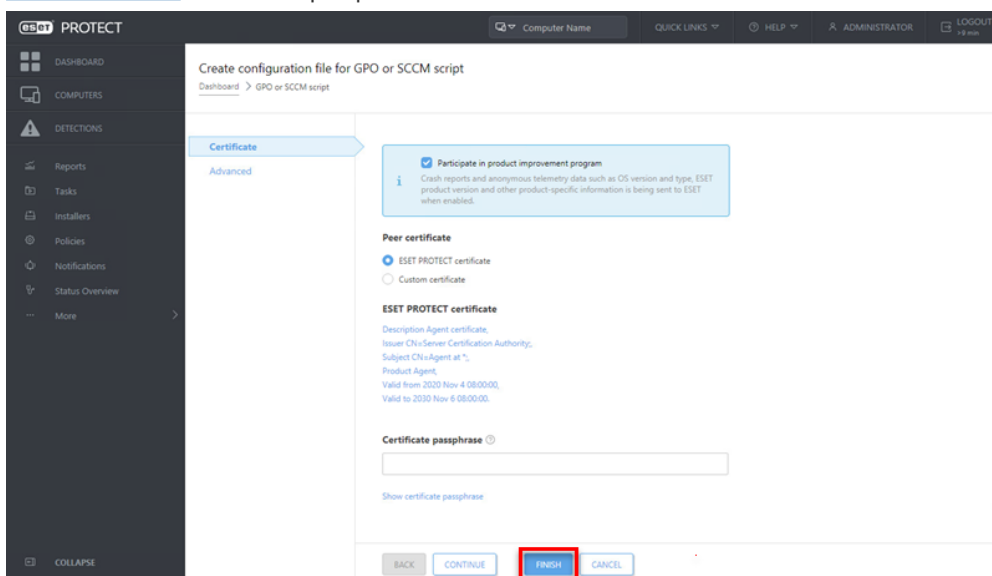 eset PROTECT
Computer Name
QUICK LINKS
HELP
ADMINISTRATOR
LOGOUT
>8 min
DASHBOARD
COMPUTERS
DETECTIONS
Reports
Tasks
Installers
Policies
Notifications
Status Overview
More
COLLAPSE
Create configuration file for GPO or SCCM script
Dashboard > GPO or SCCM script
Certificate
Advanced
Participate in product improvement program
Crash reports and anonymous telemetry data such as OS version and type, ESET
product version and other product-specific information is being sent to ESET
when enabled.
Peer certificate
ESET PROTECT certificate
Custom certificate
ESET PROTECT certificate
Description Agent certificate,
Issuer CN=Server Certification Authority;,
Subject CN=Agent at *;,
Product Agent,
Valid from 2020 Nov 4 08:00:00,
Valid to 2030 Nov 6 08:00:00.
Certificate passphrase
Show certificate passphrase
BACK
CONTINUE
FINISH
CANCEL